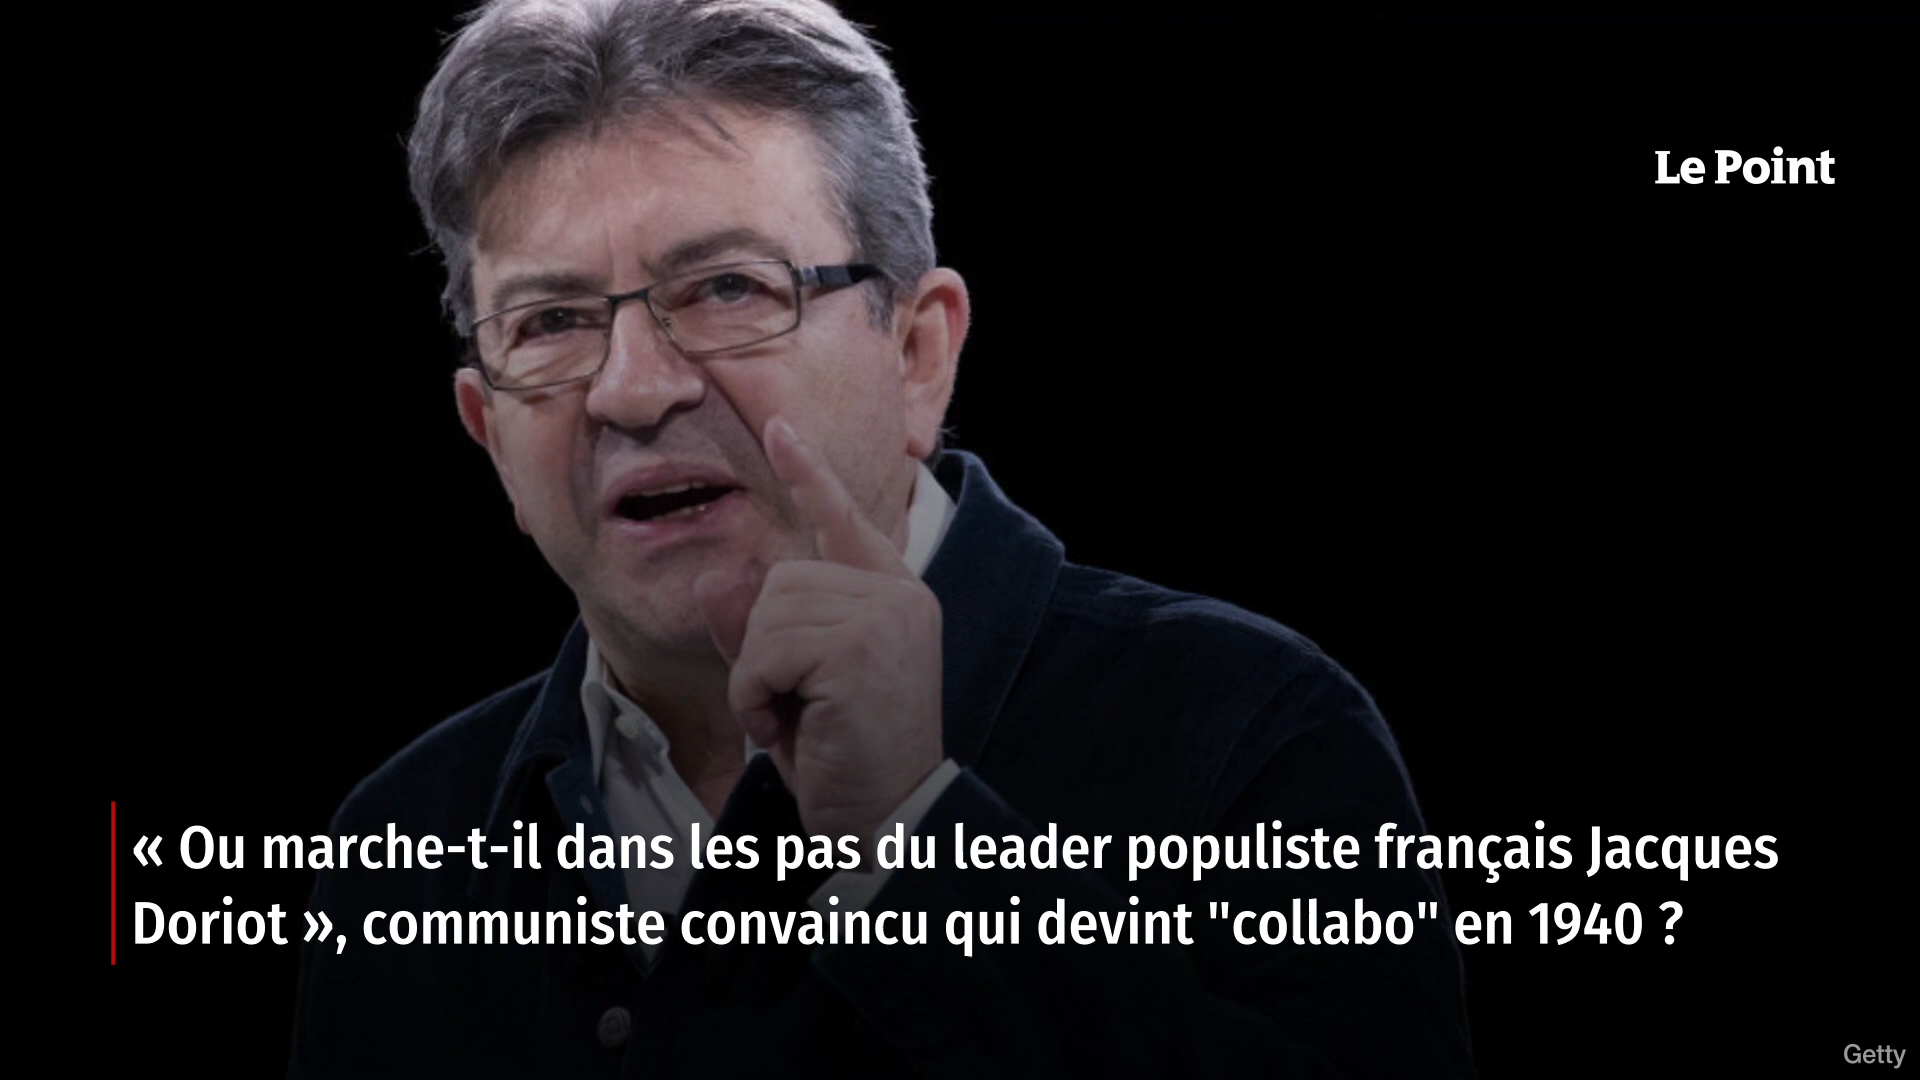 Le Point
« Ou marche-t-il dans les pas du leader populiste français Jacques
Doriot », communiste convaincu qui devint "collabo" en 1940 ?
Getty